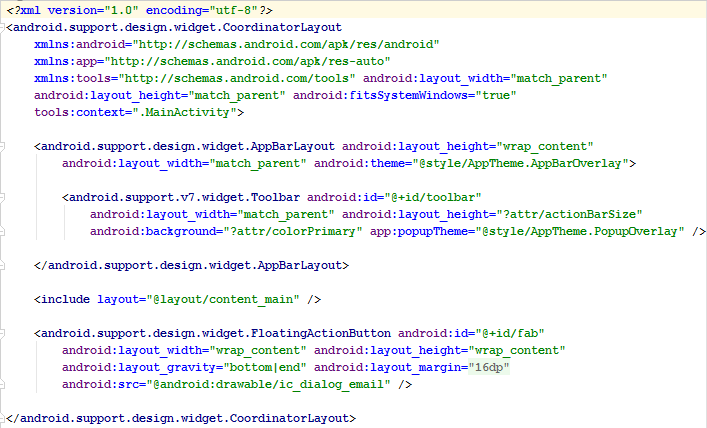 <?xml version="1.0" encoding="utf-8"?>
<android.support.design.widget.CoordinatorLayout
    xmlns:android="http://schemas.android.com/apk/res/android"
    xmlns:app="http://schemas.android.com/apk/res-auto"
    xmlns:tools="http://schemas.android.com/tools" android:layout_width="match_parent"
    android:layout_height="match_parent" android:fitsSystemWindows="true"
    tools:context=".MainActivity">

    <android.support.design.widget.AppBarLayout android:layout_height="wrap_content"
        android:layout_width="match_parent" android:theme="@style/AppTheme.AppBarOverlay">

        <android.support.v7.widget.Toolbar android:id="@+id/toolbar"
            android:layout_width="match_parent" android:layout_height="?attr/actionBarSize"
            android:background="?attr/colorPrimary" app:popupTheme="@style/AppTheme.PopupOverlay" />

    </android.support.design.widget.AppBarLayout>

    <include layout="@layout/content_main" />

    <android.support.design.widget.FloatingActionButton android:id="@+id/fab"
        android:layout_width="wrap_content" android:layout_height="wrap_content"
        android:layout_gravity="bottom|end" android:layout_margin="16dp"
        android:src="@android:drawable/ic_dialog_email" />

</android.support.design.widget.CoordinatorLayout>